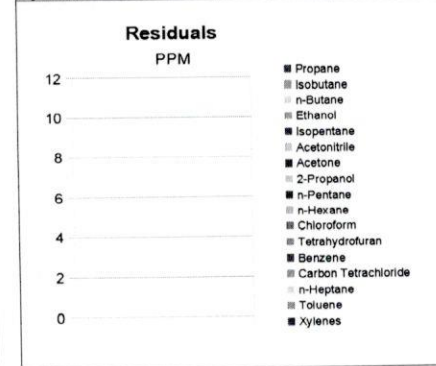 Residuals
PPM
12
10
8
6
4
2
0
Propane
Isobutane
n-Butane
Ethanol
Isopentane
Acetonitrile
Acetone
2-Propanol
n-Pentane
n-Hexane
Chloroform
Tetrahydrofuran
Benzene
Carbon Tetrachloride
n-Heptane
Toluene
Xylenes